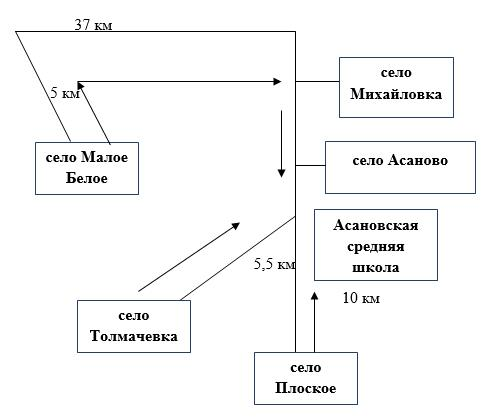 37 км
село
Михайловка
5 км
село Малое
Белое
село Асаново
Асановская
средняя
школа
5,5 км
10 км
село
Толмачевка
село
Плоское